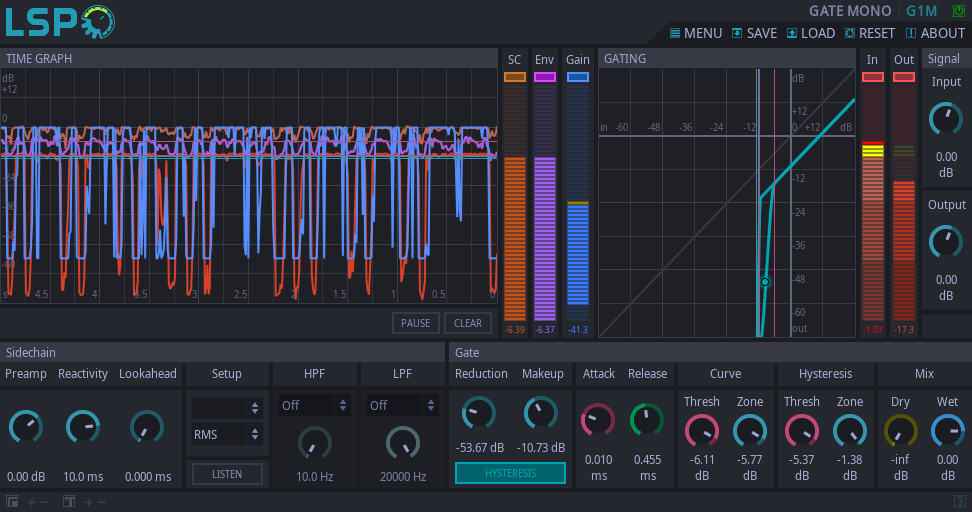 LSP
GATE MONO G1M
MENU SAVE LOAD RESET ABOUT
TIME GRAPH
SC Env Gain
GATING
In Out
Signal
dB
+12
0
-12
-24
-36
-48
-60
s 4.5 4 3.5 3 2.5 2 1.5 1 0.5 0
in -60 -48 -36 -24 -12 0 +12 dB
dB
+12
-12
-24
-36
-48
-60
out
Input
0.00
dB
Output
0.00
dB
-6.39 -6.37 -41.3
-1.07 -17.3
PAUSE CLEAR
Sidechain
Preamp Reactivity Lookahead
0.00 dB 10.0 ms 0.000 ms
Setup
RMS
LISTEN
HPF
Off
10.0 Hz
LPF
Off
20000 Hz
Gate
Reduction Makeup
-53.67 dB -10.73 dB
HYSTERESIS
Attack Release
0.010 ms
0.455 ms
Curve
Thresh Zone
-6.11 dB
-5.77 dB
Hysteresis
Thresh Zone
-5.37 dB
-1.38 dB
Mix
Dry Wet
-inf dB
0.00 dB